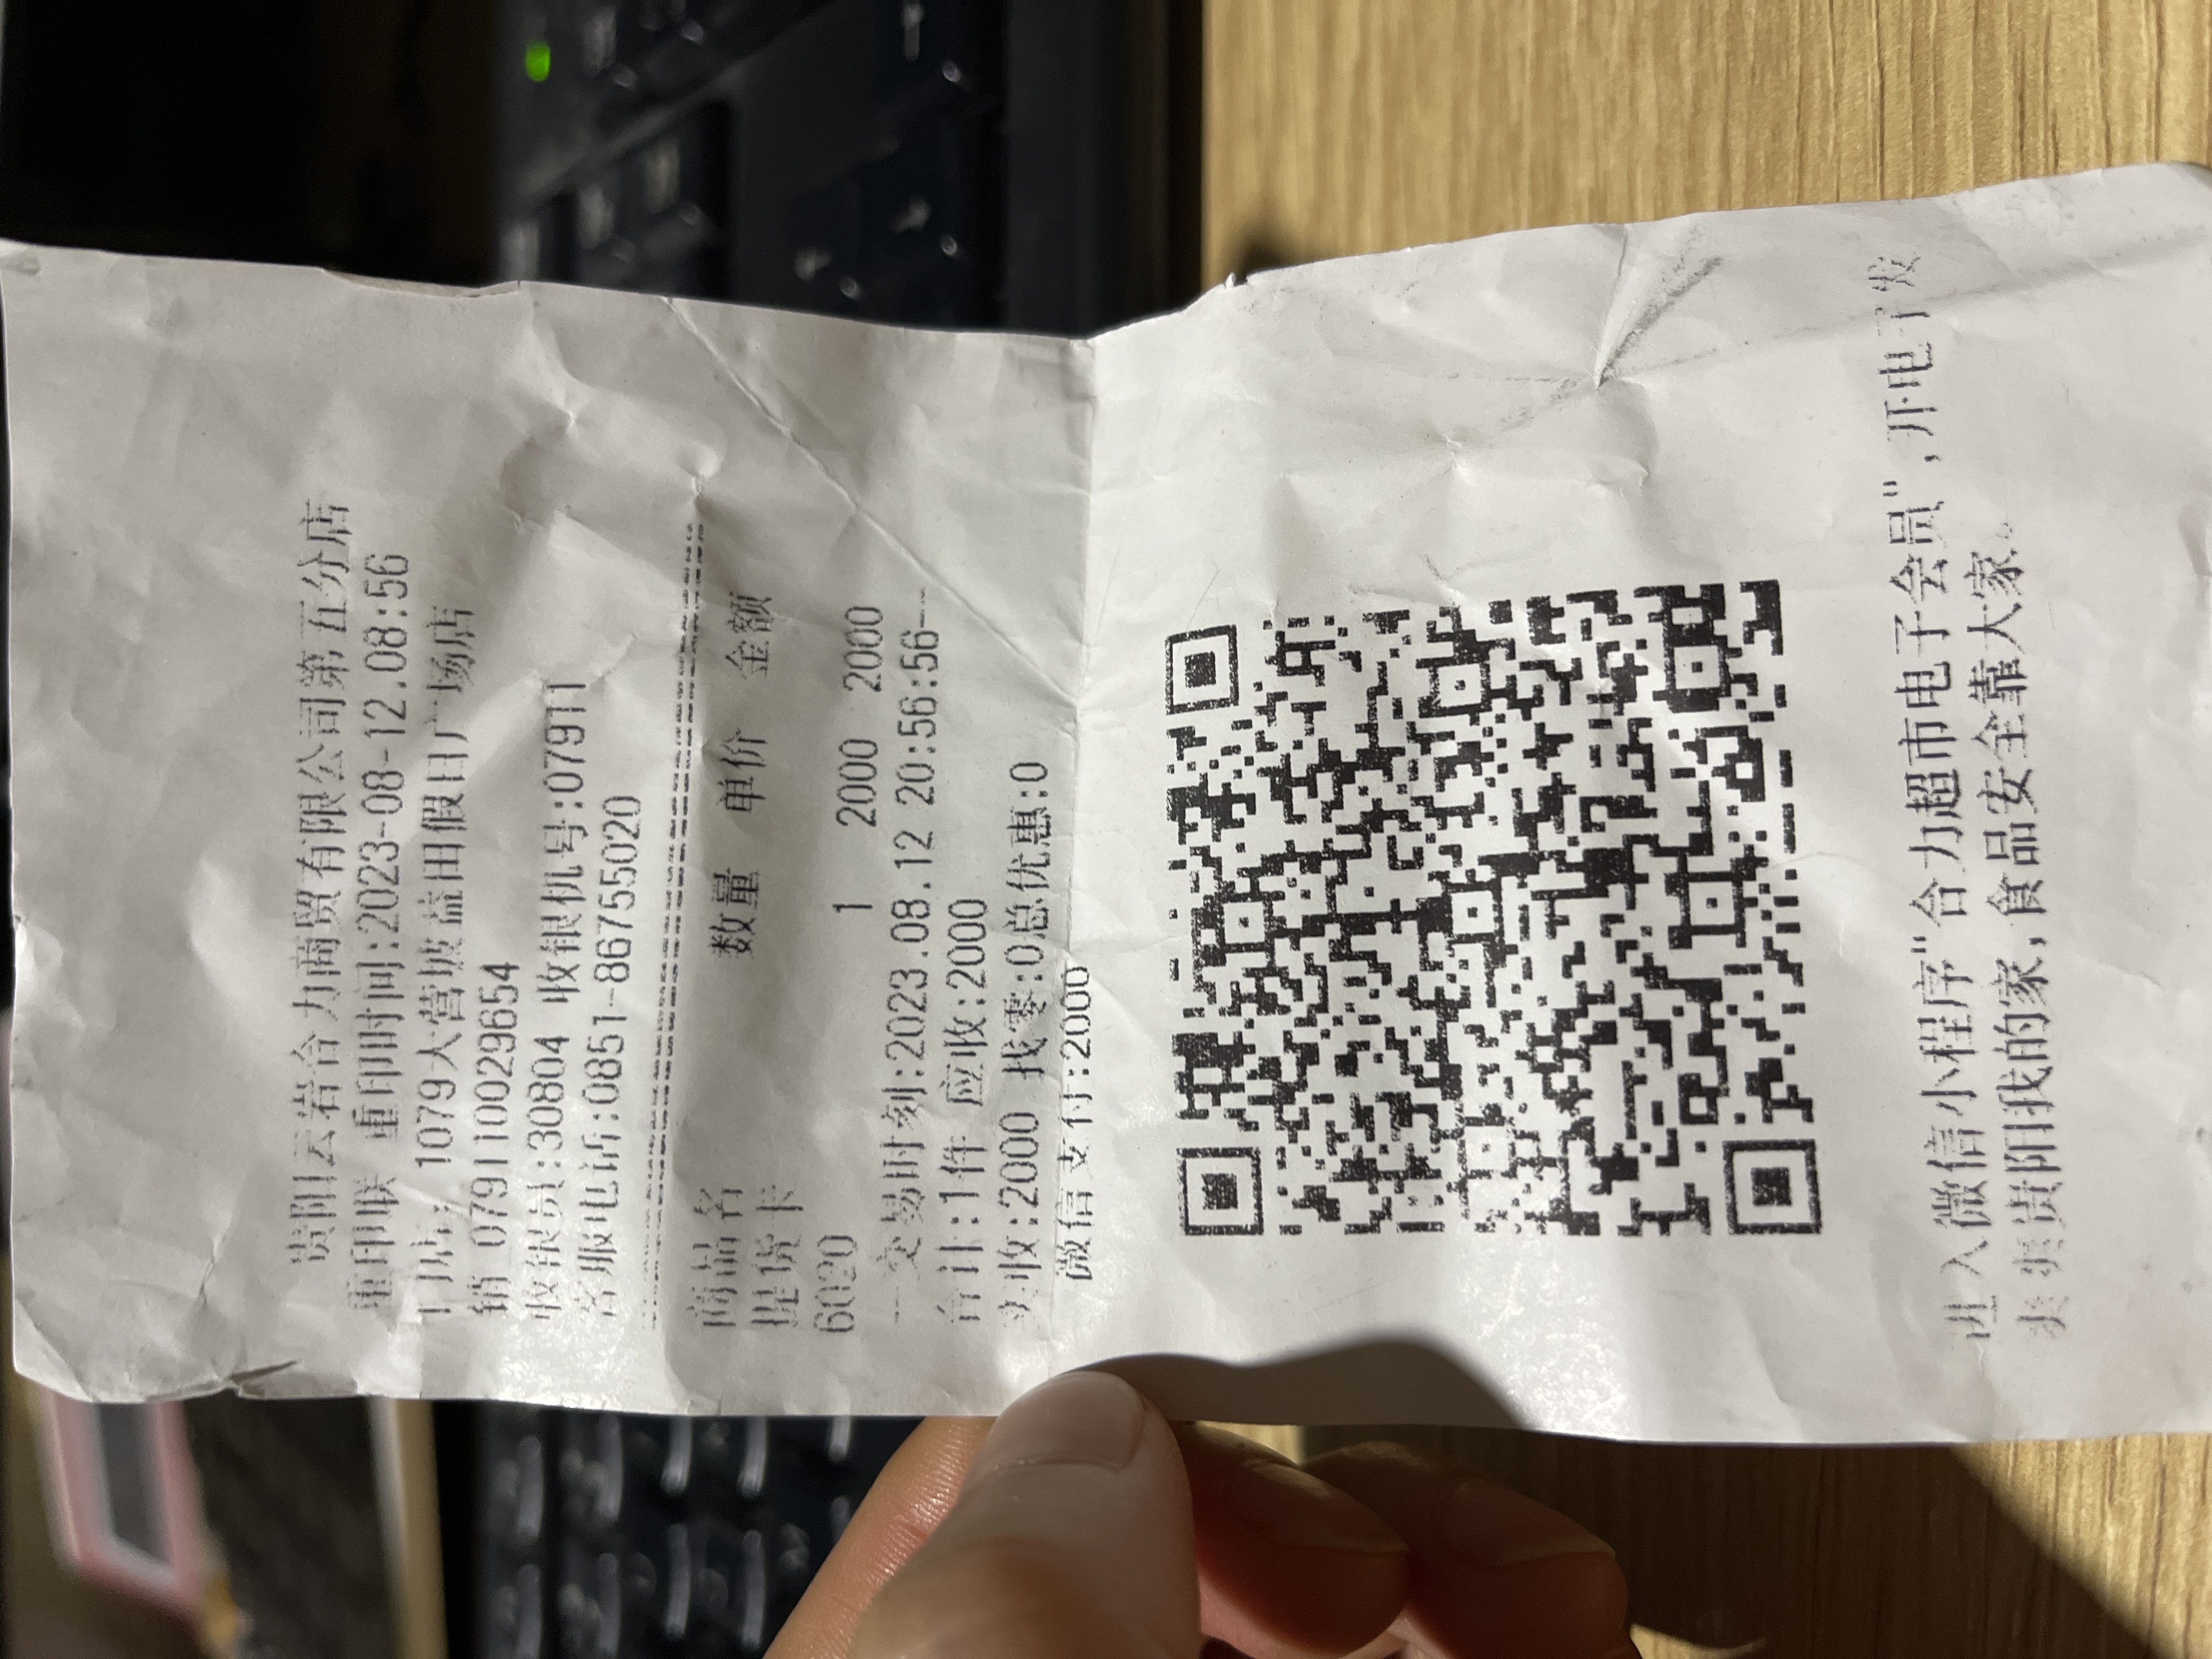 贵阳云岩合力商贸有限公司第五分店
重印联 重印时间:2023-08-12.08:56
门店: 1079大营坡益田假日广场店
销 0791100029654
收银员:30804 收银机号:07911
客服电话:0851-86755020
商品名 数量 单价 金额
提货卡
6020 1 2000 2000
--交易时刻:2023.08.12 20:56:56--
合计:1件 应收:2000
实收:2000 找零:0总优惠:0
微信支付:2000
进入微信小程序"合力超市电子会员",开电子发
票
贵阳我的家,食品安全靠大家。